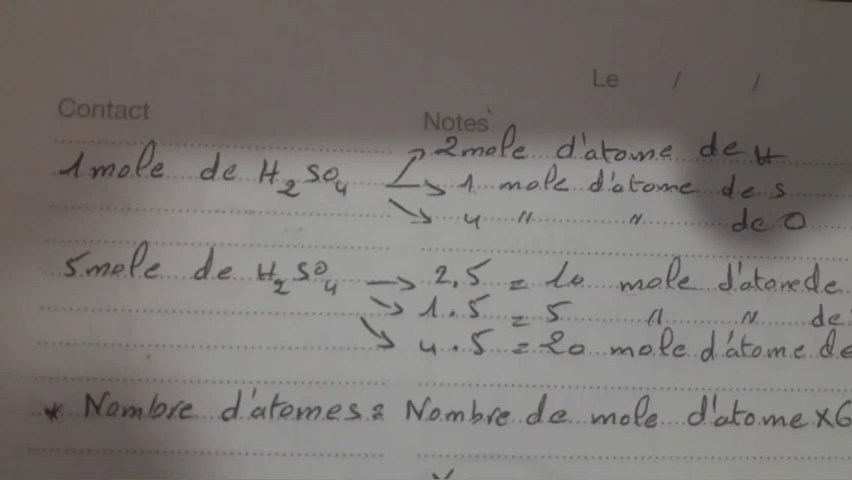 Le / /
Contact
Notes
2 mole d'atome de H
1 mole de H2SO4 → 1 mole d'atome de s
4 " " de O
5 mole de H2SO4 → 2.5 = 10 mole d'atome de
1.5 = 5 " " de
4.5 = 20 mole d'atome de
* Nombre d'atomes = Nombre de mole d'atome x6